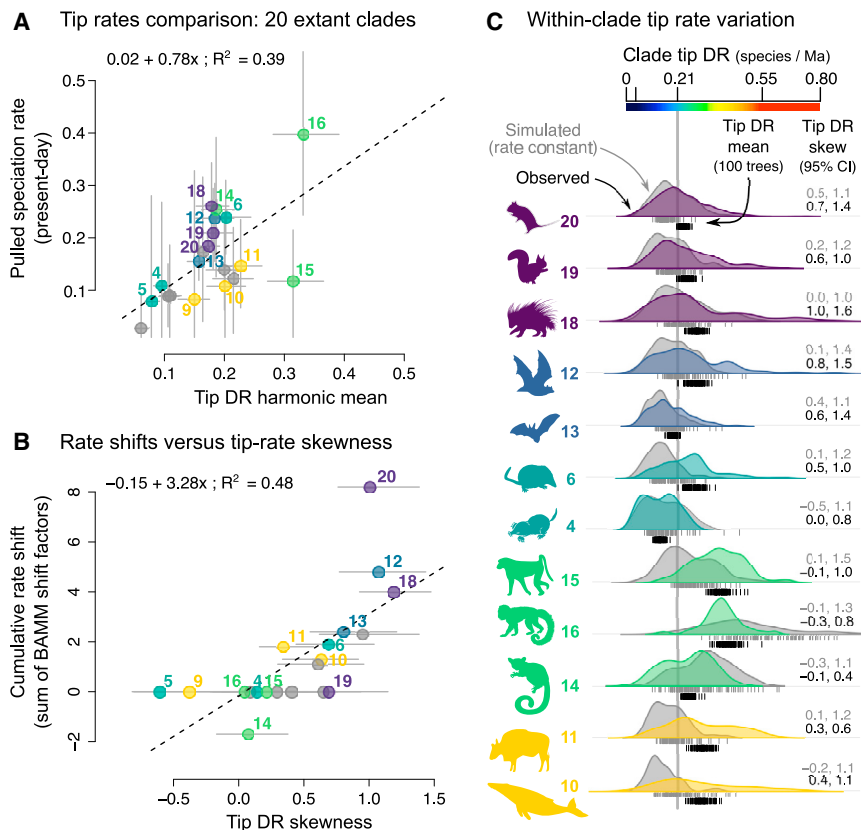 A Tip rates comparison: 20 extant clades
0.02 + 0.78x ; R² = 0.39
Pulled speciation rate
(present-day)
0.5
0.4
0.3
0.2
0.1
16
18
14
12
6
19
20
13
11
4
5
9
10
15
0.1 0.2 0.3 0.4 0.5
Tip DR harmonic mean
B Rate shifts versus tip-rate skewness
−0.15 + 3.28x ; R² = 0.48
Cumulative rate shift
(sum of BAMM shift factors)
8
6
4
2
0
−2
20
12
18
13
11
6
10
5 9 16 4 15 19
14
−0.5 0.0 0.5 1.0 1.5
Tip DR skewness
C Within-clade tip rate variation
Clade tip DR (species / Ma)
0 0.21 0.55 0.80
Simulated
(rate constant)
Observed
Tip DR
mean
(100 trees)
Tip DR
skew
(95% CI)
20
0.5, 1.1
0.7, 1.4
19
0.2, 1.2
0.6, 1.0
18
0.0, 1.0
1.0, 1.6
12
0.1, 1.4
0.8, 1.5
13
0.4, 1.1
0.6, 1.4
6
0.1, 1.2
0.5, 1.0
4
−0.5, 1.1
0.0, 0.8
15
0.1, 1.5
−0.1, 1.0
16
−0.1, 1.3
−0.3, 0.8
14
−0.3, 1.1
−0.1, 0.4
11
0.1, 1.2
0.3, 0.6
10
−0.2, 1.1
0.4, 1.1